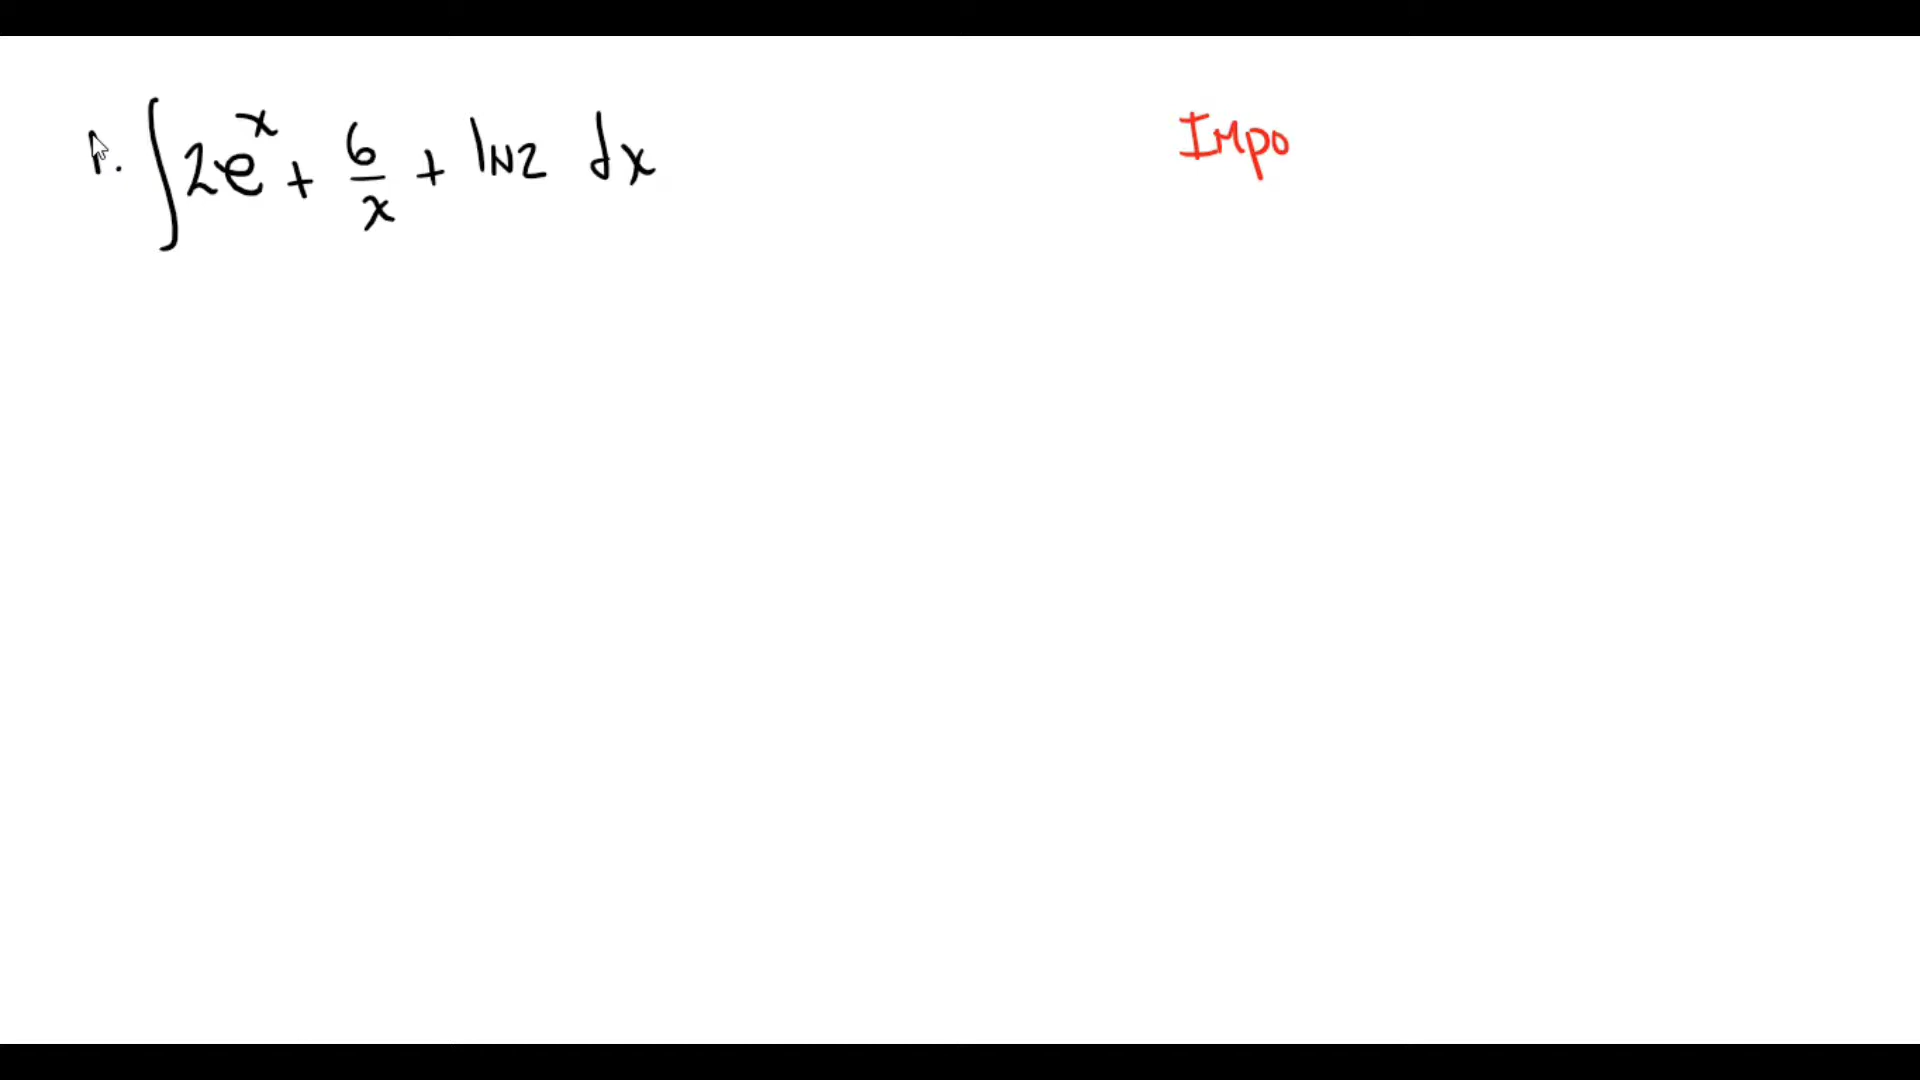 1. ∫2e^x + 6/x + ln2 dx
Impo